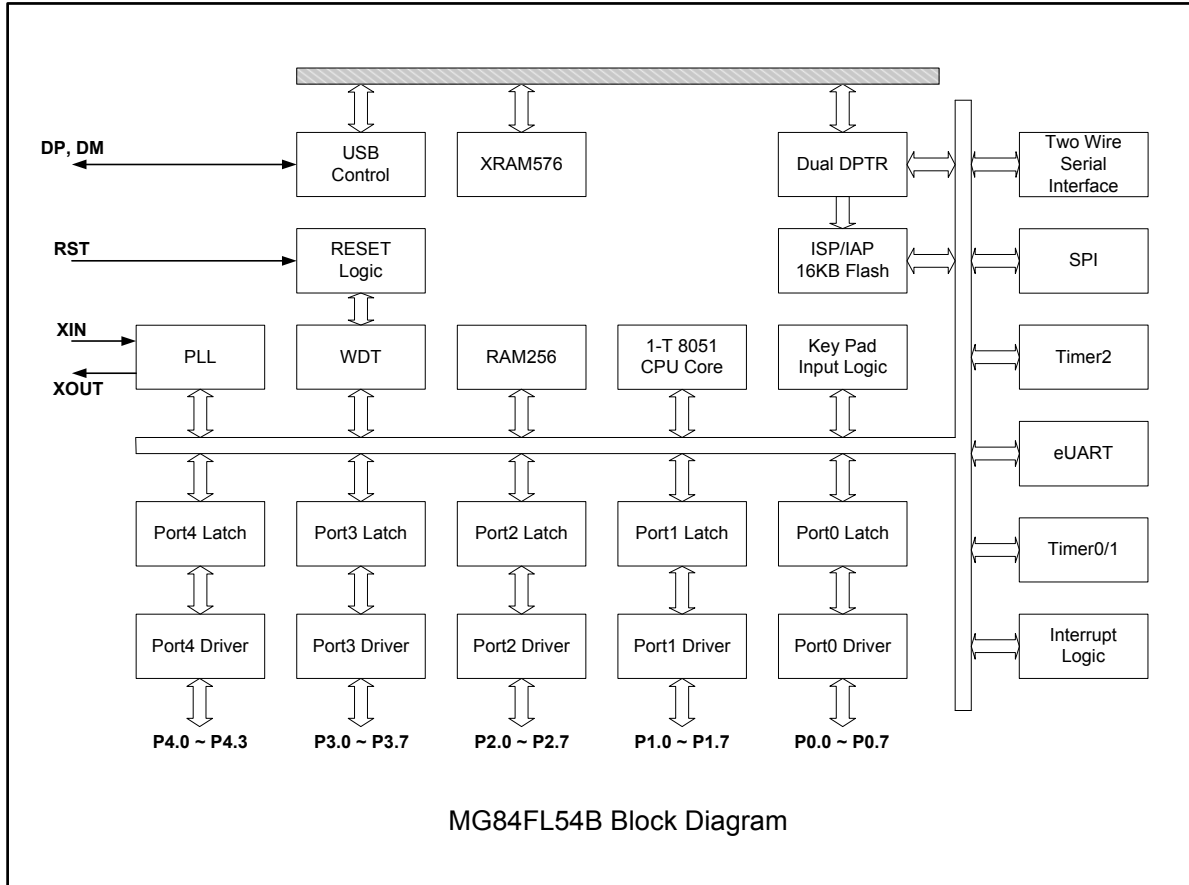 DP, DM
USB
Control
XRAM576
Dual DPTR
Two Wire
Serial
Interface
RST
RESET
Logic
ISP/IAP
16KB Flash
SPI
XIN
XOUT
PLL
WDT
RAM256
1-T 8051
CPU Core
Key Pad
Input Logic
Timer2
eUART
Port4 Latch
Port3 Latch
Port2 Latch
Port1 Latch
Port0 Latch
Timer0/1
Port4 Driver
Port3 Driver
Port2 Driver
Port1 Driver
Port0 Driver
Interrupt
Logic
P4.0 ~ P4.3
P3.0 ~ P3.7
P2.0 ~ P2.7
P1.0 ~ P1.7
P0.0 ~ P0.7
MG84FL54B Block Diagram